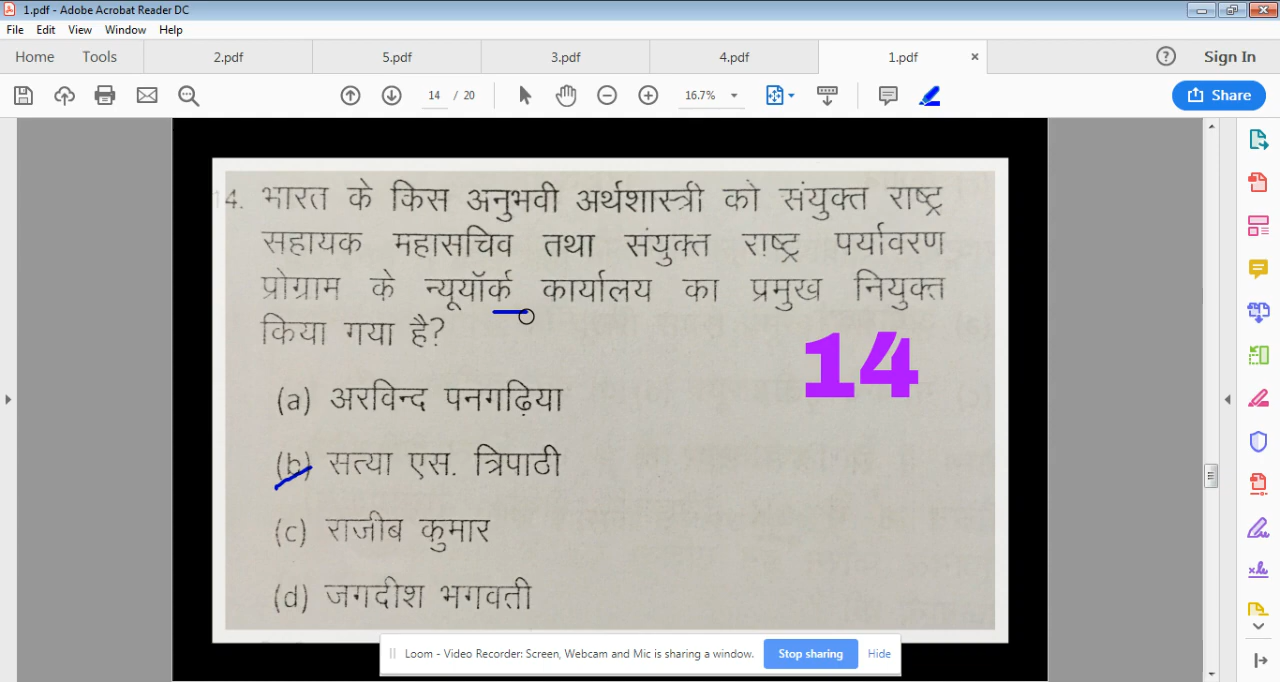 1.pdf - Adobe Acrobat Reader DC
File Edit View Window Help
Home Tools 2.pdf 5.pdf 3.pdf 4.pdf 1.pdf × ? Sign In
14 / 20 16.7% Share
14. भारत के किस अनुभवी अर्थशास्त्री को संयुक्त राष्ट्र
सहायक महासचिव तथा संयुक्त राष्ट्र पर्यावरण
प्रोग्राम के न्यूयॉर्क कार्यालय का प्रमुख नियुक्त
किया गया है?
14
(a) अरविन्द पनगढ़िया
(b) सत्या एस. त्रिपाठी
(c) राजीब कुमार
(d) जगदीश भगवती
Loom - Video Recorder: Screen, Webcam and Mic is sharing a window. Stop sharing Hide